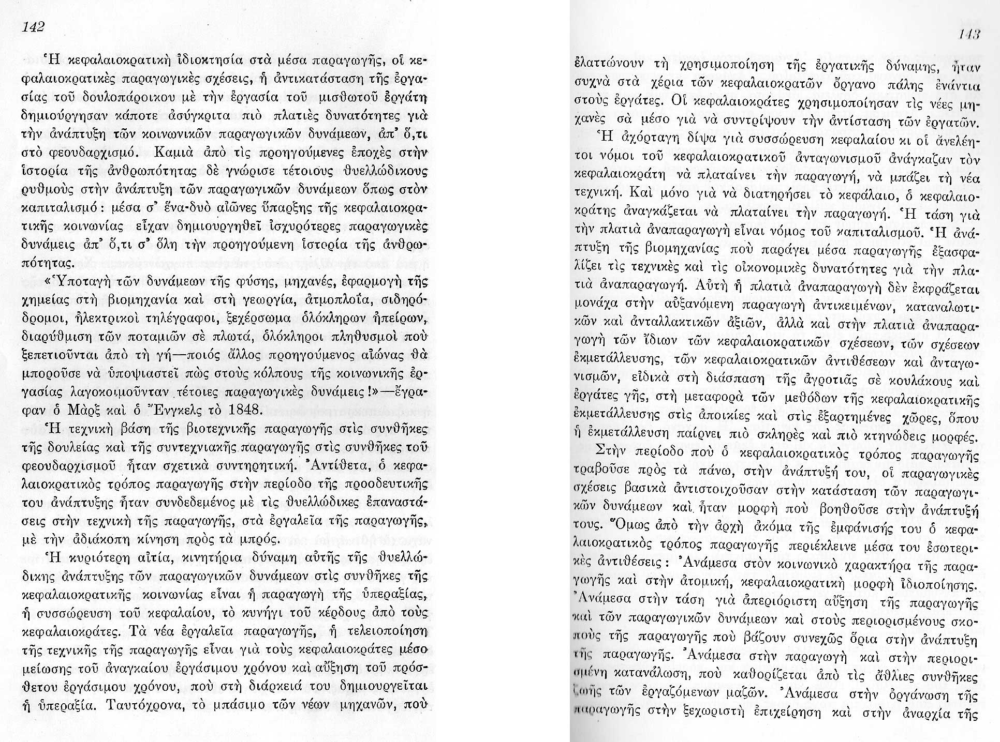 142
Ἡ κεφαλαιοκρατικὴ ἰδιοκτησία στὰ μέσα παραγωγῆς, οἱ κε-
φαλαιοκρατικὲς παραγωγικὲς σχέσεις, ἡ ἀντικατάσταση τῆς ἐργα-
σίας τοῦ δουλοπάροικου μὲ τὴν ἐργασία τοῦ μισθωτοῦ ἐργάτη
δημιούργησαν κάποτε ἀσύγκριτα πιὸ πλατιὲς δυνατότητες γιὰ
τὴν ἀνάπτυξη τῶν κοινωνικῶν παραγωγικῶν δυνάμεων, ἀπ’ ὅ,τι
στὸ φεουδαρχισμό. Καμιὰ ἀπὸ τὶς προηγούμενες ἐποχὲς στὴν
ἱστορία τῆς ἀνθρωπότητας δὲ γνώρισε τέτοιους θυελλώδικους
ρυθμοὺς στὴν ἀνάπτυξη τῶν παραγωγικῶν δυνάμεων ὅπως στὸν
καπιταλισμό: μέσα σ’ ἕνα-δυὸ αἰῶνες ὕπαρξης τῆς κεφαλαιοκρα-
τικῆς κοινωνίας εἶχαν δημιουργηθεῖ ἰσχυρότερες παραγωγικὲς
δυνάμεις ἀπ’ ὅ,τι σ’ ὅλη τὴν προηγούμενη ἱστορία τῆς ἀνθρω-
πότητας.
«Ὑποταγὴ τῶν δυνάμεων τῆς φύσης, μηχανές, ἐφαρμογὴ τῆς
χημείας στὴ βιομηχανία καὶ στὴ γεωργία, ἀτμοπλοΐα, σιδηρό-
δρομοι, ἠλεκτρικοὶ τηλέγραφοι, ξεχέρσωμα ὁλόκληρων ἠπείρων,
διαρύθμιση τῶν ποταμιῶν σὲ πλωτά, ὁλόκληροι πληθυσμοὶ ποὺ
ξεπετιοῦνται ἀπὸ τὴ γή—ποιός ἄλλος προηγούμενος αἰώνας θὰ
μποροῦσε νὰ ὑποψιαστεῖ πὼς στοὺς κόλπους τῆς κοινωνικῆς ἐρ-
γασίας λαγοκοιμοῦνταν τέτοιες παραγωγικὲς δυνάμεις!»—ἔγρα-
φαν ὁ Μὰρξ καὶ ὁ Ἔνγκελς τὸ 1848.
Ἡ τεχνικὴ βάση τῆς βιοτεχνικῆς παραγωγῆς στὶς συνθῆκες
τῆς δουλείας καὶ τῆς συντεχνιακῆς παραγωγῆς στὶς συνθῆκες τοῦ
φεουδαρχισμοῦ ἦταν σχετικὰ συντηρητική. Ἀντίθετα, ὁ κεφα-
λαιοκρατικὸς τρόπος παραγωγῆς στὴν περίοδο τῆς προοδευτικῆς
του ἀνάπτυξης ἦταν συνδεδεμένος μὲ τὶς θυελλώδικες ἐπαναστά-
σεις στὴν τεχνικὴ τῆς παραγωγῆς, στὰ ἐργαλεῖα τῆς παραγωγῆς,
μὲ τὴν ἀδιάκοπη κίνηση πρὸς τὰ μπρός.
Ἡ κυριότερη αἰτία, κινητήρια δύναμη αὐτῆς τῆς θυελλώ-
δικης ἀνάπτυξης τῶν παραγωγικῶν δυνάμεων στὶς συνθῆκες τῆς
κεφαλαιοκρατικῆς κοινωνίας εἶναι ἡ παραγωγὴ τῆς ὑπεραξίας,
ἡ συσσώρευση τοῦ κεφαλαίου, τὸ κυνήγι τοῦ κέρδους ἀπὸ τοὺς
κεφαλαιοκράτες. Τὰ νέα ἐργαλεῖα παραγωγῆς, ἡ τελειοποίηση
τῆς τεχνικῆς τῆς παραγωγῆς εἶναι γιὰ τοὺς κεφαλαιοκράτες μέσο
μείωσης τοῦ ἀναγκαίου ἐργάσιμου χρόνου καὶ αὔξηση τοῦ πρόσ-
θετου ἐργάσιμου χρόνου, ποὺ στὴ διάρκειά του δημιουργεῖται
ἡ ὑπεραξία. Ταυτόχρονα, τὸ μπάσιμο τῶν νέων μηχανῶν, ποὺ
143
ἐλαττώνουν τὴ χρησιμοποίηση τῆς ἐργατικῆς δύναμης, ἦταν
συχνὰ στὰ χέρια τῶν κεφαλαιοκρατῶν ὄργανο πάλης ἐνάντια
στοὺς ἐργάτες. Οἱ κεφαλαιοκράτες χρησιμοποίησαν τὶς νέες μη-
χανὲς σὰ μέσο γιὰ νὰ συντρίψουν τὴν ἀντίσταση τῶν ἐργατῶν.
Ἡ ἀχόρταγη δίψα γιὰ συσσώρευση κεφαλαίου κι οἱ ἀνελέη-
τοι νόμοι τοῦ κεφαλαιοκρατικοῦ ἀνταγωνισμοῦ ἀνάγκαζαν τὸν
κεφαλαιοκράτη νὰ πλαταίνει τὴν παραγωγή, νὰ μπάζει τὴ νέα
τεχνική. Καὶ μόνο γιὰ νὰ διατηρήσει τὸ κεφάλαιο, ὁ κεφαλαιο-
κράτης ἀναγκάζεται νὰ πλαταίνει τὴν παραγωγή. Ἡ τάση γιὰ
τὴν πλατιὰ ἀναπαραγωγὴ εἶναι νόμος τοῦ καπιταλισμοῦ. Ἡ ἀνά-
πτυξη τῆς βιομηχανίας ποὺ παράγει μέσα παραγωγῆς ἐξασφα-
λίζει τὶς τεχνικὲς καὶ τὶς οἰκονομικὲς δυνατότητες γιὰ τὴν πλα-
τιὰ ἀναπαραγωγή. Αὐτὴ ἡ πλατιὰ ἀναπαραγωγὴ δὲν ἐκφράζεται
μονάχα στὴν αὐξανόμενη παραγωγὴ ἀντικειμένων, καταναλωτι-
κῶν καὶ ἀνταλλακτικῶν ἀξιῶν, ἀλλὰ καὶ στὴν πλατιὰ ἀναπαρα-
γωγὴ τῶν ἴδιων τῶν κεφαλαιοκρατικῶν σχέσεων, τῶν σχέσεων
ἐκμετάλλευσης, τῶν κεφαλαιοκρατικῶν ἀντιθέσεων καὶ ἀνταγω-
νισμῶν, εἰδικὰ στὴ διάσπαση τῆς ἀγροτιᾶς σὲ κουλάκους καὶ
ἐργάτες γῆς, στὴ μεταφορὰ τῶν μεθόδων τῆς κεφαλαιοκρατικῆς
ἐκμετάλλευσης στὶς ἀποικίες καὶ στὶς ἐξαρτημένες χῶρες, ὅπου
ἡ ἐκμετάλλευση παίρνει πιὸ σκληρὲς καὶ πιὸ κτηνώδεις μορφές.
Στὴν περίοδο ποὺ ὁ κεφαλαιοκρατικὸς τρόπος παραγωγῆς
τραβοῦσε πρὸς τὰ πάνω, στὴν ἀνάπτυξή του, οἱ παραγωγικὲς
σχέσεις βασικὰ ἀντιστοιχοῦσαν στὴν κατάσταση τῶν παραγωγι-
κῶν δυνάμεων καὶ ἦταν μορφὴ ποὺ βοηθοῦσε στὴν ἀνάπτυξή
τους. Ὅμως ἀπὸ τὴν ἀρχὴ ἀκόμα τῆς ἐμφάνισής του ὁ κεφα-
λαιοκρατικὸς τρόπος παραγωγῆς περιέκλεινε μέσα του ἐσωτερι-
κὲς ἀντιθέσεις: Ἀνάμεσα στὸν κοινωνικὸ χαρακτήρα τῆς παρα-
γωγῆς καὶ στὴν ἀτομική, κεφαλαιοκρατικὴ μορφὴ ἰδιοποίησης.
Ἀνάμεσα στὴν τάση γιὰ ἀπεριόριστη αὔξηση τῆς παραγωγῆς
καὶ τῶν παραγωγικῶν δυνάμεων καὶ στοὺς περιορισμένους σκο-
ποὺς τῆς παραγωγῆς ποὺ βάζουν συνεχῶς ὅρια στὴν ἀνάπτυξη
τῆς παραγωγῆς. Ἀνάμεσα στὴν παραγωγὴ καὶ στὴν περιορι-
σμένη κατανάλωση, ποὺ καθορίζεται ἀπὸ τὶς ἄθλιες συνθῆκες
ζωῆς τῶν ἐργαζόμενων μαζῶν. Ἀνάμεσα στὴν ὀργάνωση τῆς
παραγωγῆς στὴν ξεχωριστὴ ἐπιχείρηση καὶ στὴν ἀναρχία τῆς